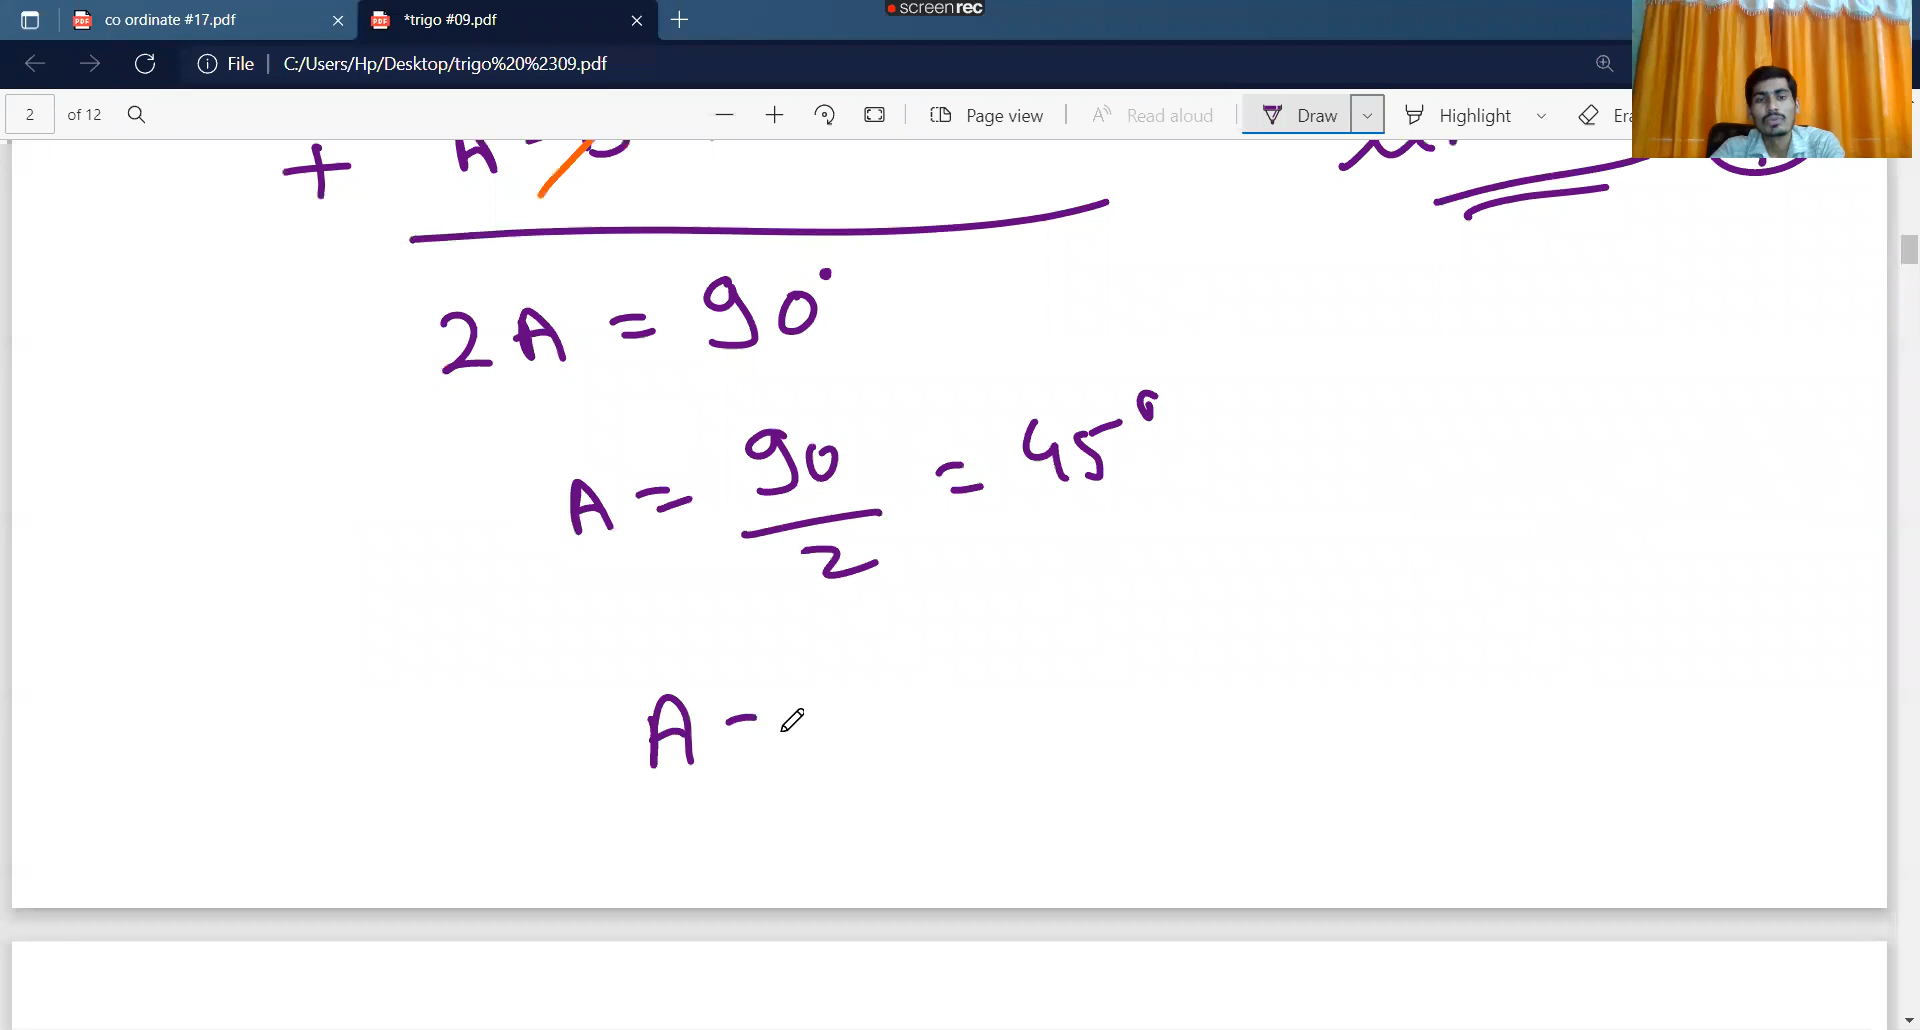 co ordinate #17.pdf
*trigo #09.pdf
screenrec
File
C:/Users/Hp/Desktop/trigo%20%2309.pdf
2 of 12
Page view
Read aloud
Draw
Highlight
+ A -
2A = 90°
A = 90/2 = 45°
A -